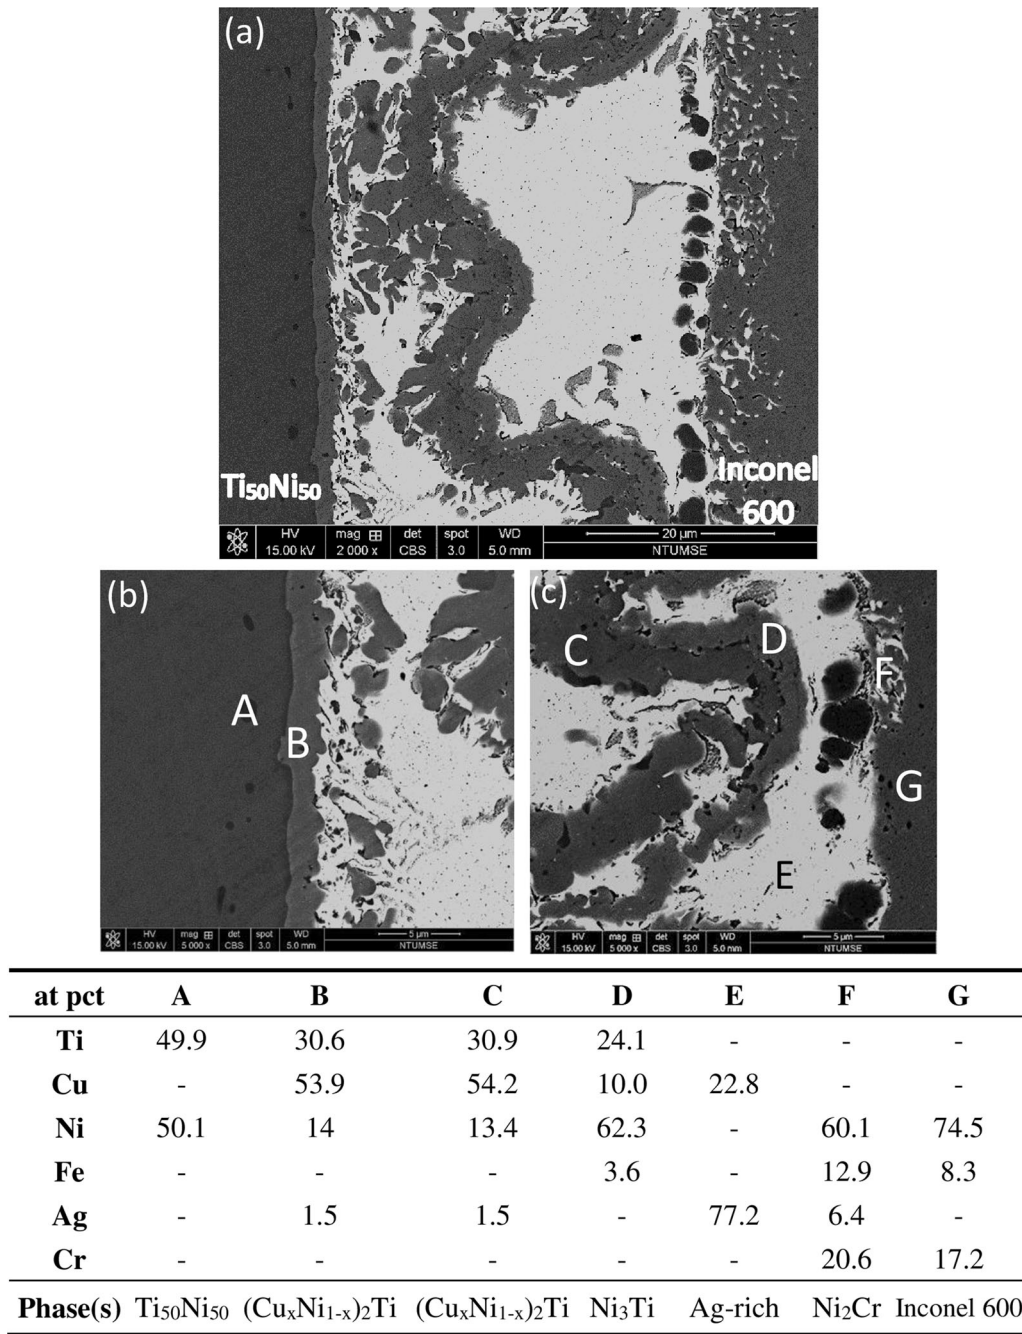 (a)
Ti₅₀Ni₅₀
Inconel
600
HV mag det spot WD 20 µm
15.00 kV 2 000 x CBS 3.0 5.0 mm NTUMSE
(b)
A
B
HV mag det spot WD 5 µm
15.00 kV 5 000 x CBS 3.0 5.0 mm NTUMSE
(c)
C
D
F
G
E
HV mag det spot WD 5 µm
15.00 kV 5 000 x CBS 3.0 5.0 mm NTUMSE
at pct A B C D E F G
Ti 49.9 30.6 30.9 24.1 - - -
Cu - 53.9 54.2 10.0 22.8 - -
Ni 50.1 14 13.4 62.3 - 60.1 74.5
Fe - - - 3.6 - 12.9 8.3
Ag - 1.5 1.5 - 77.2 6.4 -
Cr - - - - - 20.6 17.2
Phase(s) Ti₅₀Ni₅₀ (CuₓNi₁₋ₓ)₂Ti (CuₓNi₁₋ₓ)₂Ti Ni₃Ti Ag-rich Ni₂Cr Inconel 600